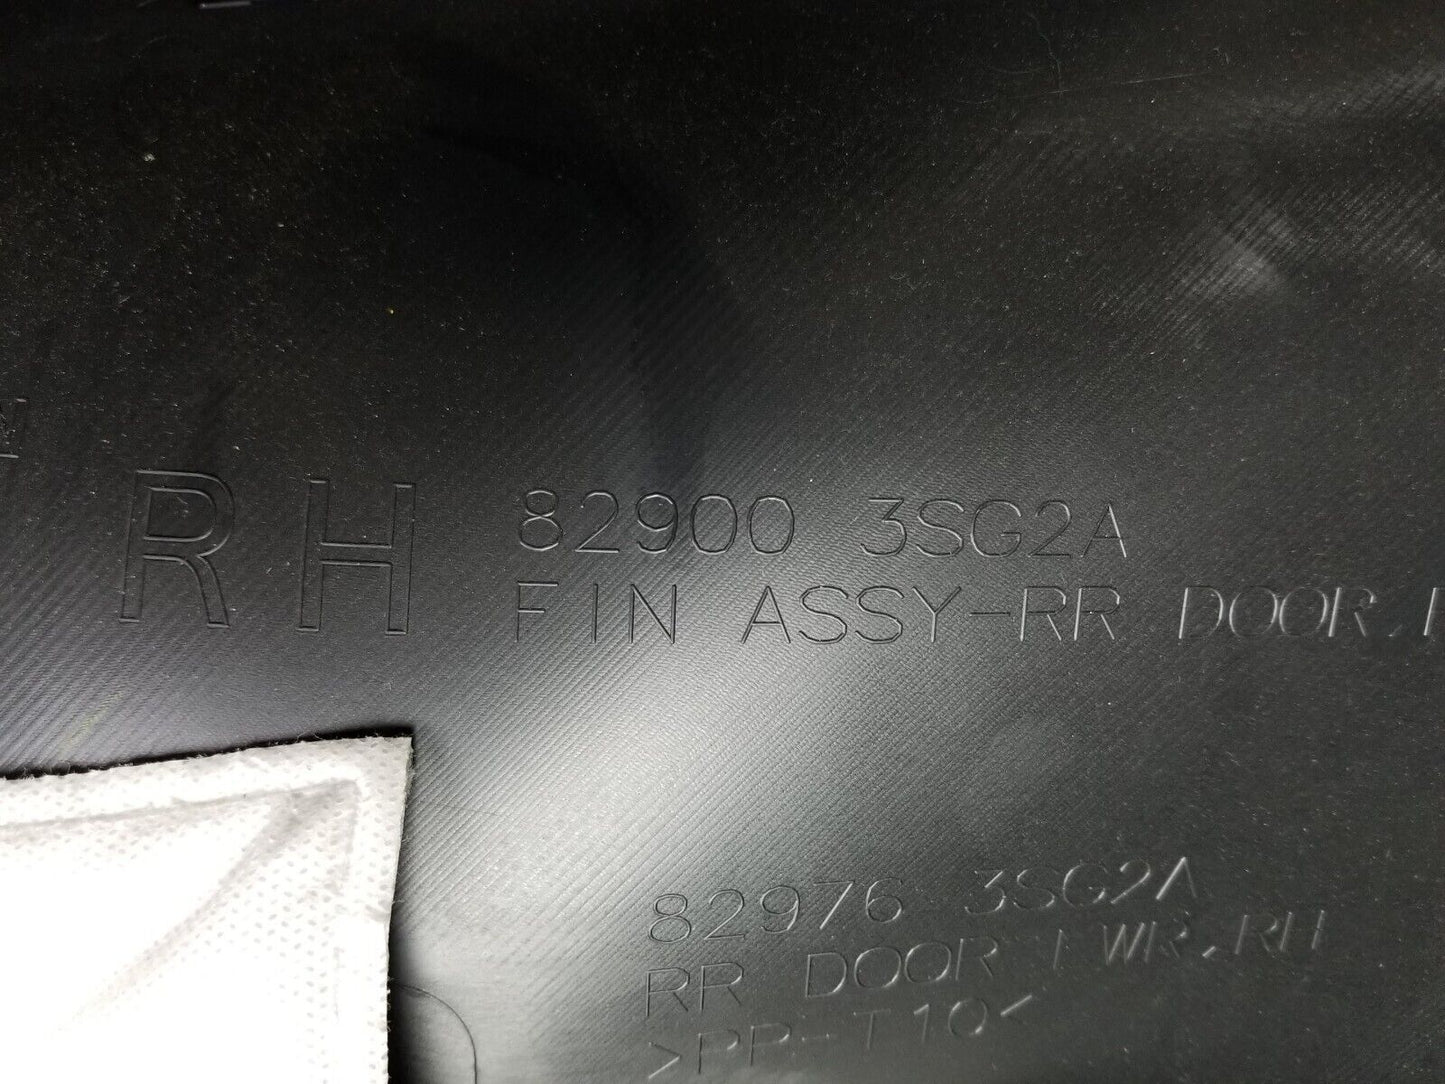 RH 82900 3SG2A
FIN ASSY-RR DOOR,
82976 3SG2A
RR DOOR LWR,RH
>PP-T10<